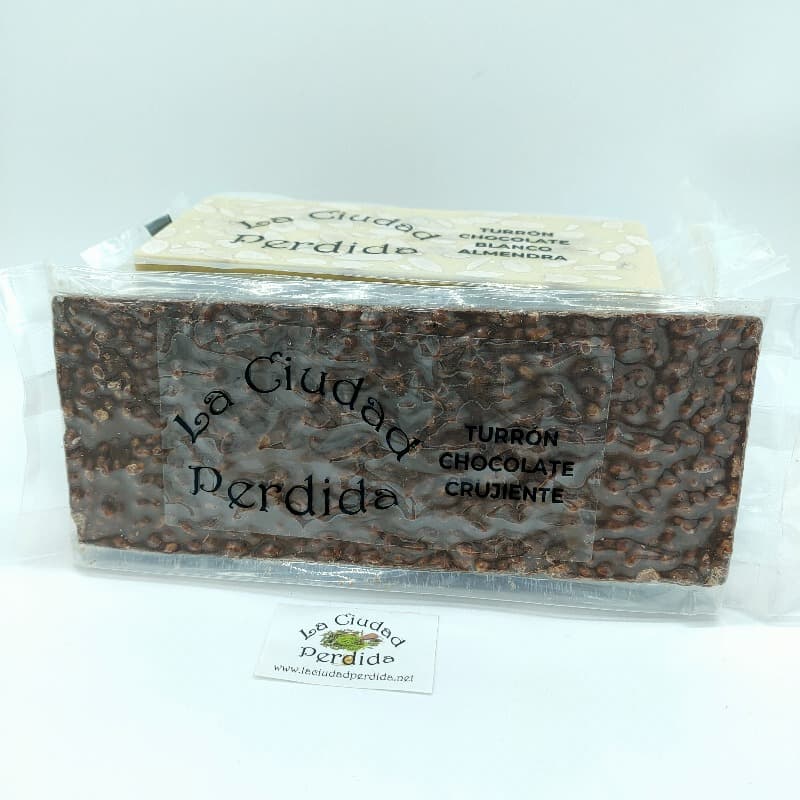 La Ciudad
Perdida
TURRÓN
CHOCOLATE
BLANCO
ALMENDRA
La Ciudad
Perdida
TURRÓN
CHOCOLATE
CRUJIENTE
La Ciudad
Perdida
www.laciudadperdida.net